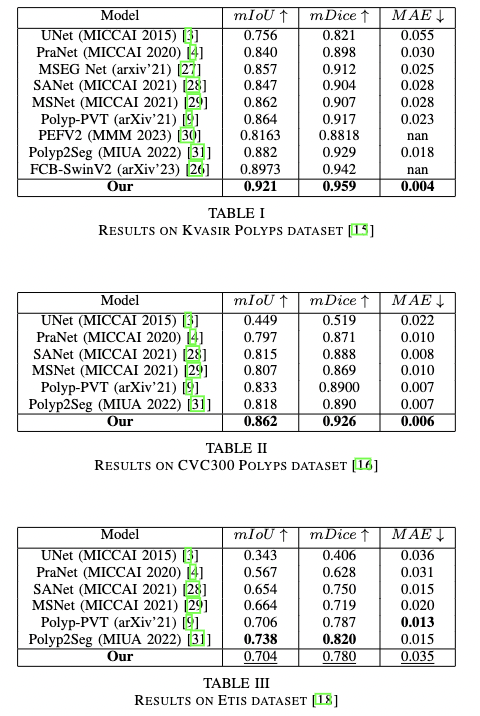 Model mIoU ↑ mDice ↑ MAE ↓
UNet (MICCAI 2015) [3] 0.756 0.821 0.055
PraNet (MICCAI 2020) [4] 0.840 0.898 0.030
MSEG Net (arxiv'21) [27] 0.857 0.912 0.025
SANet (MICCAI 2021) [28] 0.847 0.904 0.028
MSNet (MICCAI 2021) [29] 0.862 0.907 0.028
Polyp-PVT (arXiv'21) [9] 0.864 0.917 0.023
PEFV2 (MMM 2023) [30] 0.8163 0.8818 nan
Polyp2Seg (MIUA 2022) [31] 0.882 0.929 0.018
FCB-SwinV2 (arXiv'23) [26] 0.8973 0.942 nan
Our 0.921 0.959 0.004
TABLE I
RESULTS ON KVASIR POLYPS DATASET [15]
Model mIoU ↑ mDice ↑ MAE ↓
UNet (MICCAI 2015) [3] 0.449 0.519 0.022
PraNet (MICCAI 2020) [4] 0.797 0.871 0.010
SANet (MICCAI 2021) [28] 0.815 0.888 0.008
MSNet (MICCAI 2021) [29] 0.807 0.869 0.010
Polyp-PVT (arXiv'21) [9] 0.833 0.8900 0.007
Polyp2Seg (MIUA 2022) [31] 0.818 0.890 0.007
Our 0.862 0.926 0.006
TABLE II
RESULTS ON CVC300 POLYPS DATASET [16]
Model mIoU ↑ mDice ↑ MAE ↓
UNet (MICCAI 2015) [3] 0.343 0.406 0.036
PraNet (MICCAI 2020) [4] 0.567 0.628 0.031
SANet (MICCAI 2021) [28] 0.654 0.750 0.015
MSNet (MICCAI 2021) [29] 0.664 0.719 0.020
Polyp-PVT (arXiv'21) [9] 0.706 0.787 0.013
Polyp2Seg (MIUA 2022) [31] 0.738 0.820 0.015
Our 0.704 0.780 0.035
TABLE III
RESULTS ON ETIS DATASET [18]